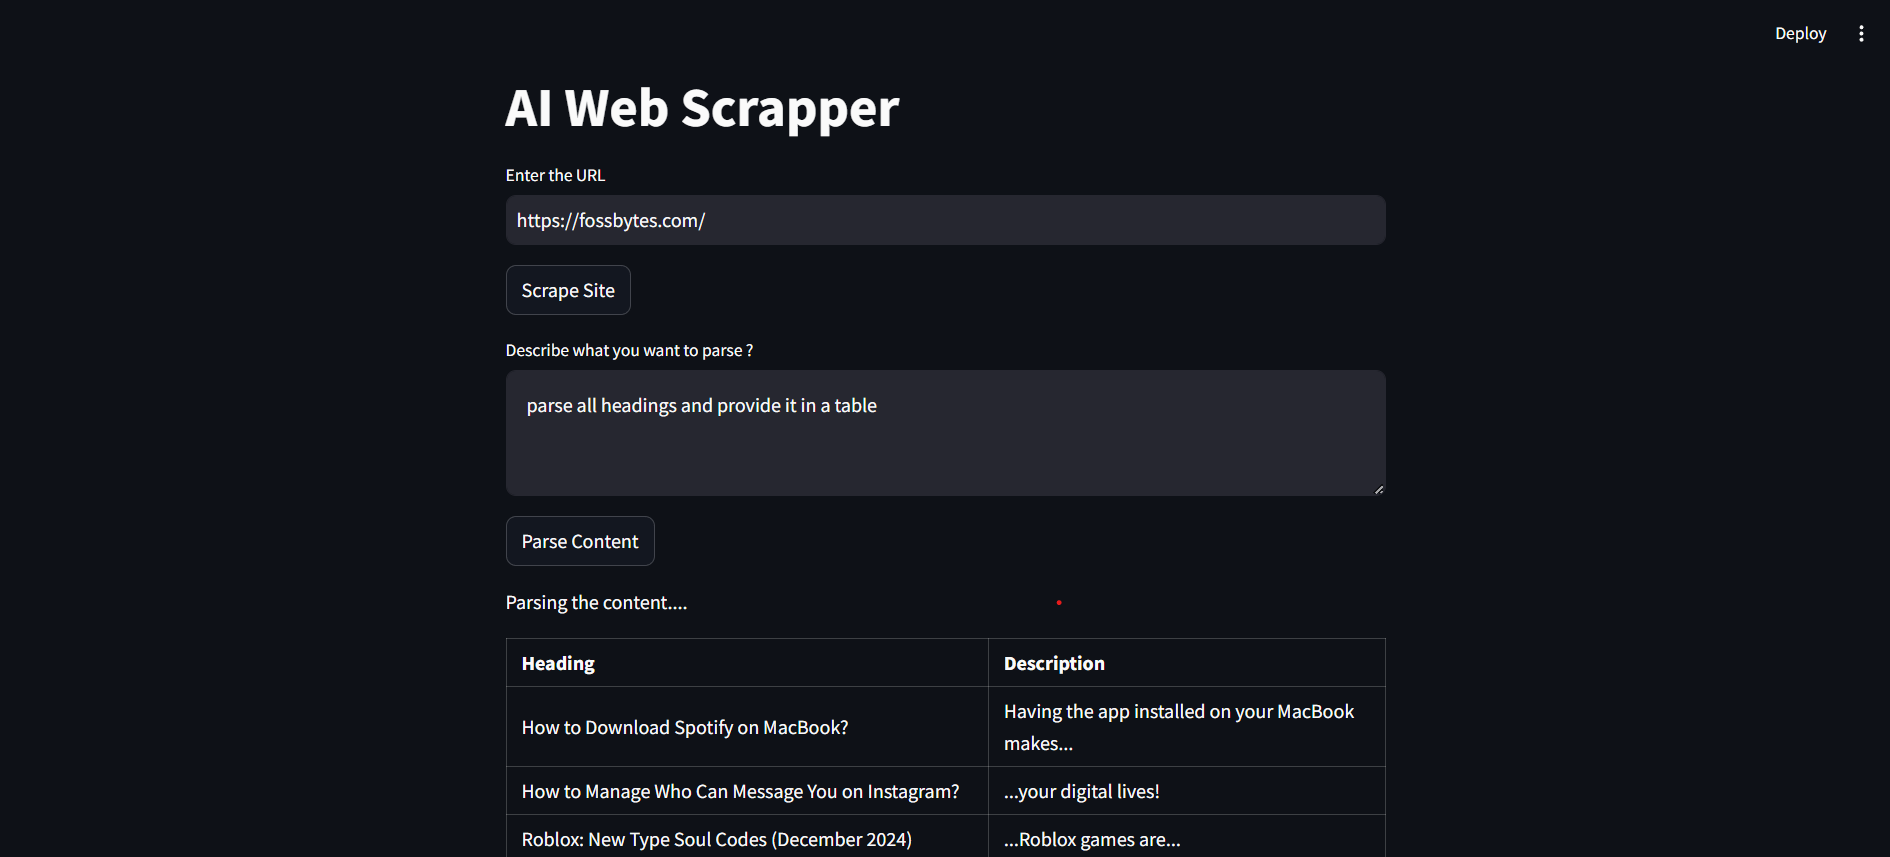 Deploy
AI Web Scrapper
Enter the URL
https://fossbytes.com/
Scrape Site
Describe what you want to parse ?
parse all headings and provide it in a table
Parse Content
Parsing the content....
Heading Description
How to Download Spotify on MacBook? Having the app installed on your MacBook
makes...
How to Manage Who Can Message You on Instagram? ...your digital lives!
Roblox: New Type Soul Codes (December 2024) ...Roblox games are...